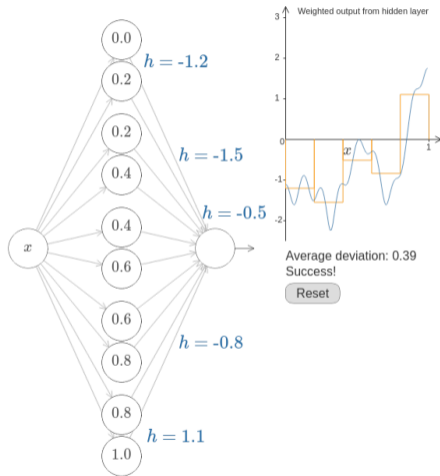 Weighted output from hidden layer
3
2
1
0
-1
-2
x
1
0.0
h = -1.2
0.2
0.2
h = -1.5
0.4
h = -0.5
0.4
x
0.6
0.6
h = -0.8
0.8
0.8
h = 1.1
1.0
Average deviation: 0.39
Success!
Reset